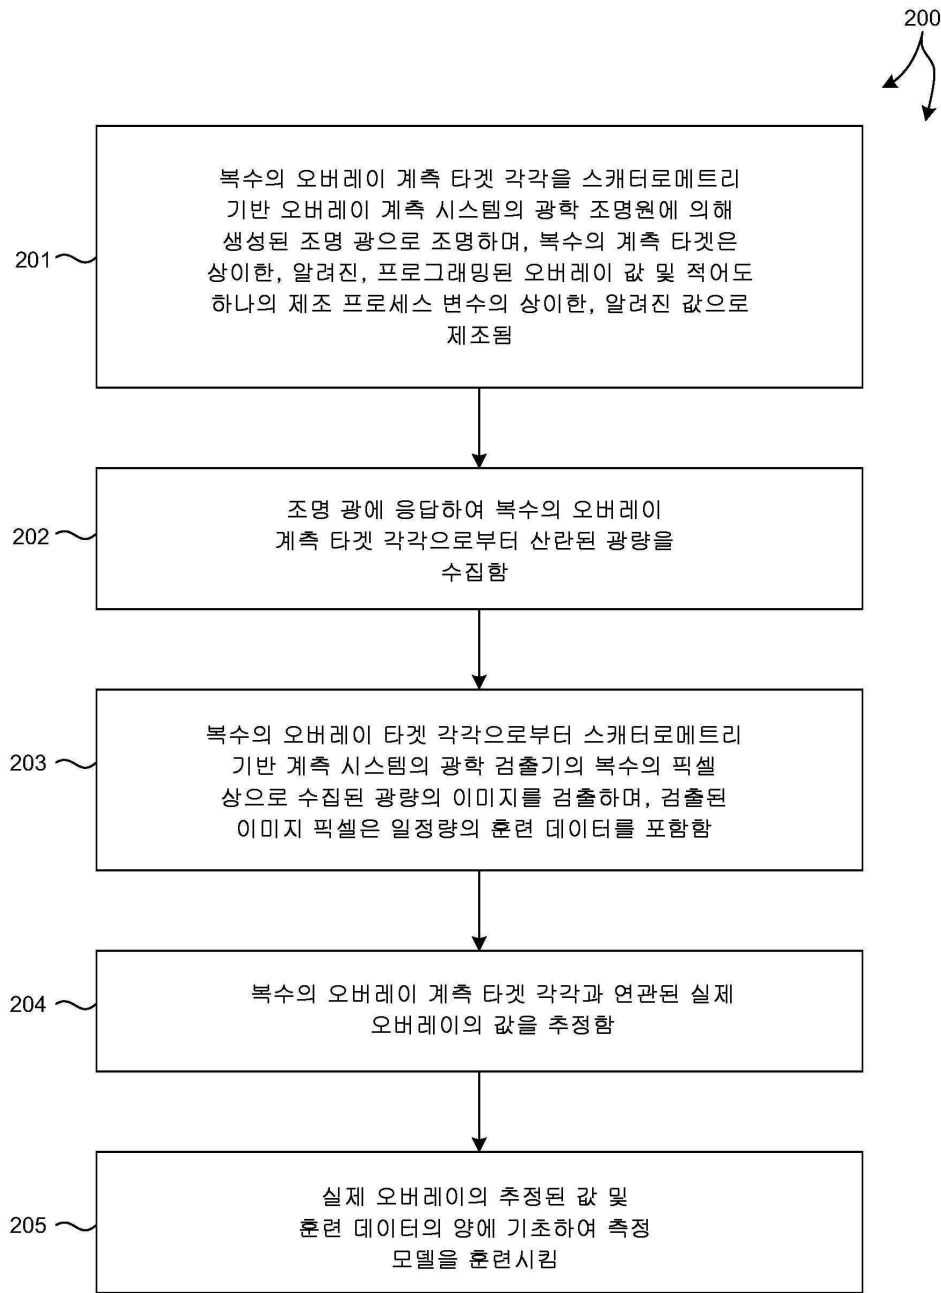 200
복수의 오버레이 계측 타겟 각각을 스캐터로메트리
기반 오버레이 계측 시스템의 광학 조명원에 의해
생성된 조명 광으로 조명하며, 복수의 계측 타겟은
상이한, 알려진, 프로그래밍된 오버레이 값 및 적어도
하나의 제조 프로세스 변수의 상이한, 알려진 값으로
제조됨
201
조명 광에 응답하여 복수의 오버레이
계측 타겟 각각으로부터 산란된 광량을
수집함
202
복수의 오버레이 타겟 각각으로부터 스캐터로메트리
기반 계측 시스템의 광학 검출기의 복수의 픽셀
상으로 수집된 광량의 이미지를 검출하며, 검출된
이미지 픽셀은 일정량의 훈련 데이터를 포함함
203
복수의 오버레이 계측 타겟 각각과 연관된 실제
오버레이의 값을 추정함
204
실제 오버레이의 추정된 값 및
훈련 데이터의 양에 기초하여 측정
모델을 훈련시킴
205